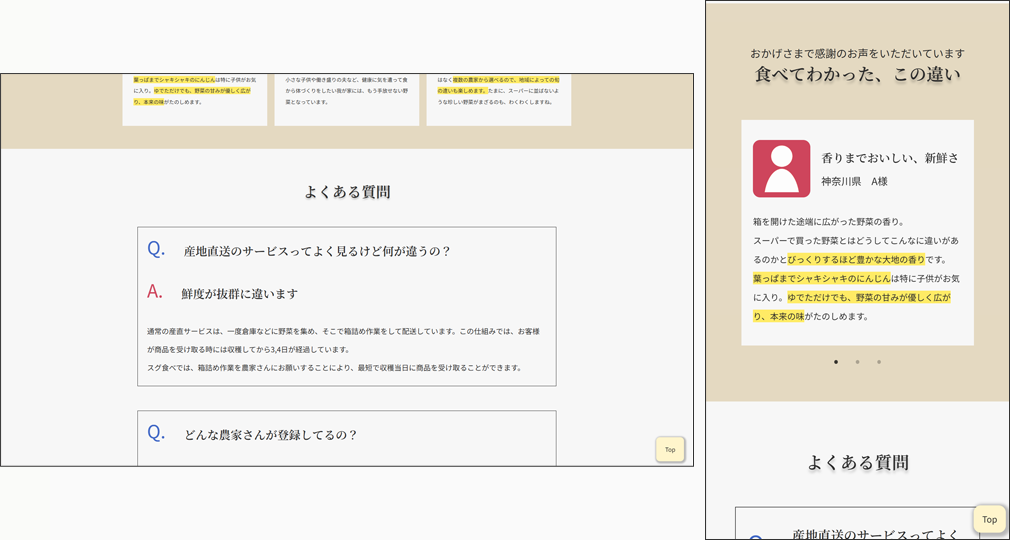 葉っぱまでシャキシャキのにんじんは特に子供がお気
に入り。ゆでただけでも、野菜の甘みが優しく広が
り、本来の味がたのしめます。
小さな子供や働き盛りの夫など、健康に気を遣って食
から体づくりをしたい我が家には、もう手放せない野
菜となっています。
はなく複数の農家から選べるので、地域によっての旬
の違いも楽しめます。たまに、スーパーに並ばないよ
うな珍しい野菜がまざるのも、わくわくしますね。
よくある質問
Q. 産地直送のサービスってよく見るけど何が違うの？
A. 鮮度が抜群に違います
通常の産直サービスは、一度倉庫などに野菜を集め、そこで箱詰め作業をして配送しています。この仕組みでは、お客様
が商品を受け取る時には収穫してから3,4日が経過しています。
スグ食べでは、箱詰め作業を農家さんにお願いすることにより、最短で収穫当日に商品を受け取ることができます。
Q. どんな農家さんが登録してるの？
Top
おかげさまで感謝のお声をいただいています
食べてわかった、この違い
香りまでおいしい、新鮮さ
神奈川県　A様
箱を開けた途端に広がった野菜の香り。
スーパーで買った野菜とはどうしてこんなに違いがあ
るのかとびっくりするほど豊かな大地の香りです。
葉っぱまでシャキシャキのにんじんは特に子供がお気
に入り。ゆでただけでも、野菜の甘みが優しく広が
り、本来の味がたのしめます。
よくある質問
Q. 産地直送のサービスってよく
Top